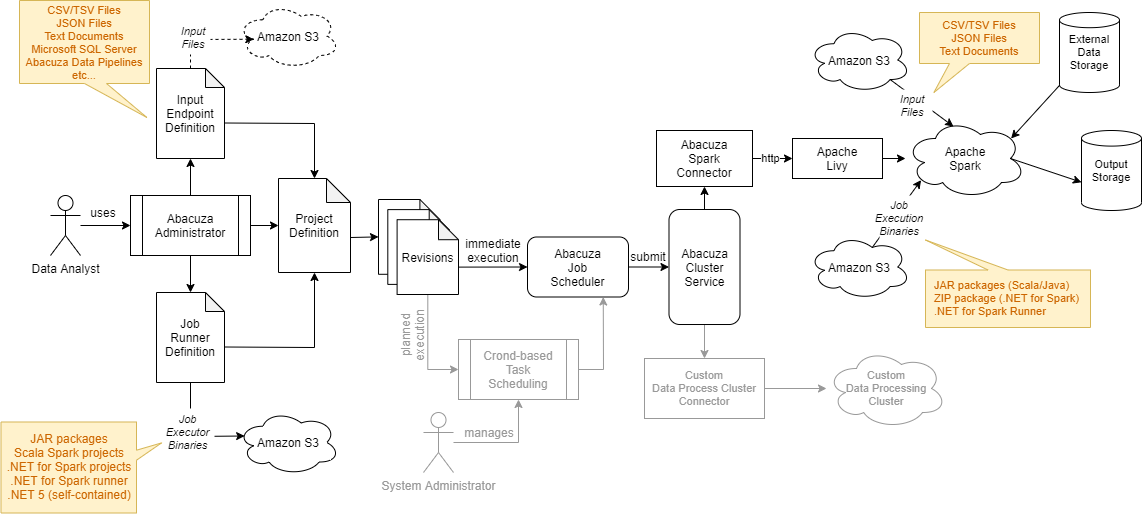 CSV/TSV Files
JSON Files
Text Documents
Microsoft SQL Server
Abacuza Data Pipelines
etc...
Input
Files
Amazon S3
Input
Endpoint
Definition
Data Analyst
uses
Abacuza
Administrator
Project
Definition
Job
Runner
Definition
Job
Executor
Binaries
Amazon S3
JAR packages
Scala Spark projects
.NET for Spark projects
.NET for Spark runner
.NET 5 (self-contained)
Revisions
immediate
execution
planned
execution
Abacuza
Job
Scheduler
Crond-based
Task
Scheduling
manages
System Administrator
submit
Abacuza
Cluster
Service
Abacuza
Spark
Connector
http
Apache
Livy
Custom
Data Process Cluster
Connector
Custom
Data Processing
Cluster
Amazon S3
CSV/TSV Files
JSON Files
Text Documents
Input
Files
External
Data
Storage
Apache
Spark
Output
Storage
Job
Execution
Binaries
Amazon S3
JAR packages (Scala/Java)
ZIP package (.NET for Spark)
.NET for Spark Runner